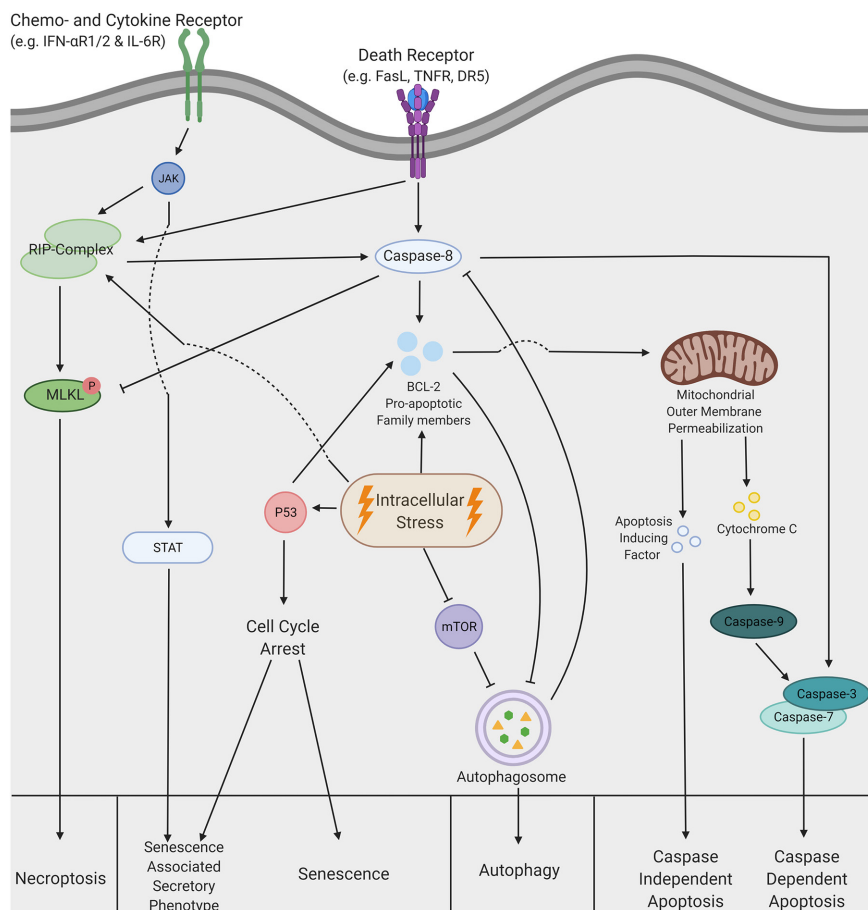 Chemo- and Cytokine Receptor
(e.g. IFN-αR1/2 & IL-6R)
Death Receptor
(e.g. FasL, TNFR, DR5)
JAK
RIP-Complex
Caspase-8
MLKL
P
BCL-2
Pro-apoptotic
Family members
Mitochondrial
Outer Membrane
Permeabilization
P53
Intracellular
Stress
Apoptosis
Inducing
Factor
Cytochrome C
STAT
Cell Cycle
Arrest
mTOR
Caspase-9
Caspase-3
Caspase-7
Autophagosome
Necroptosis
Senescence
Associated
Secretory
Phenotype
Senescence
Autophagy
Caspase
Independent
Apoptosis
Caspase
Dependent
Apoptosis